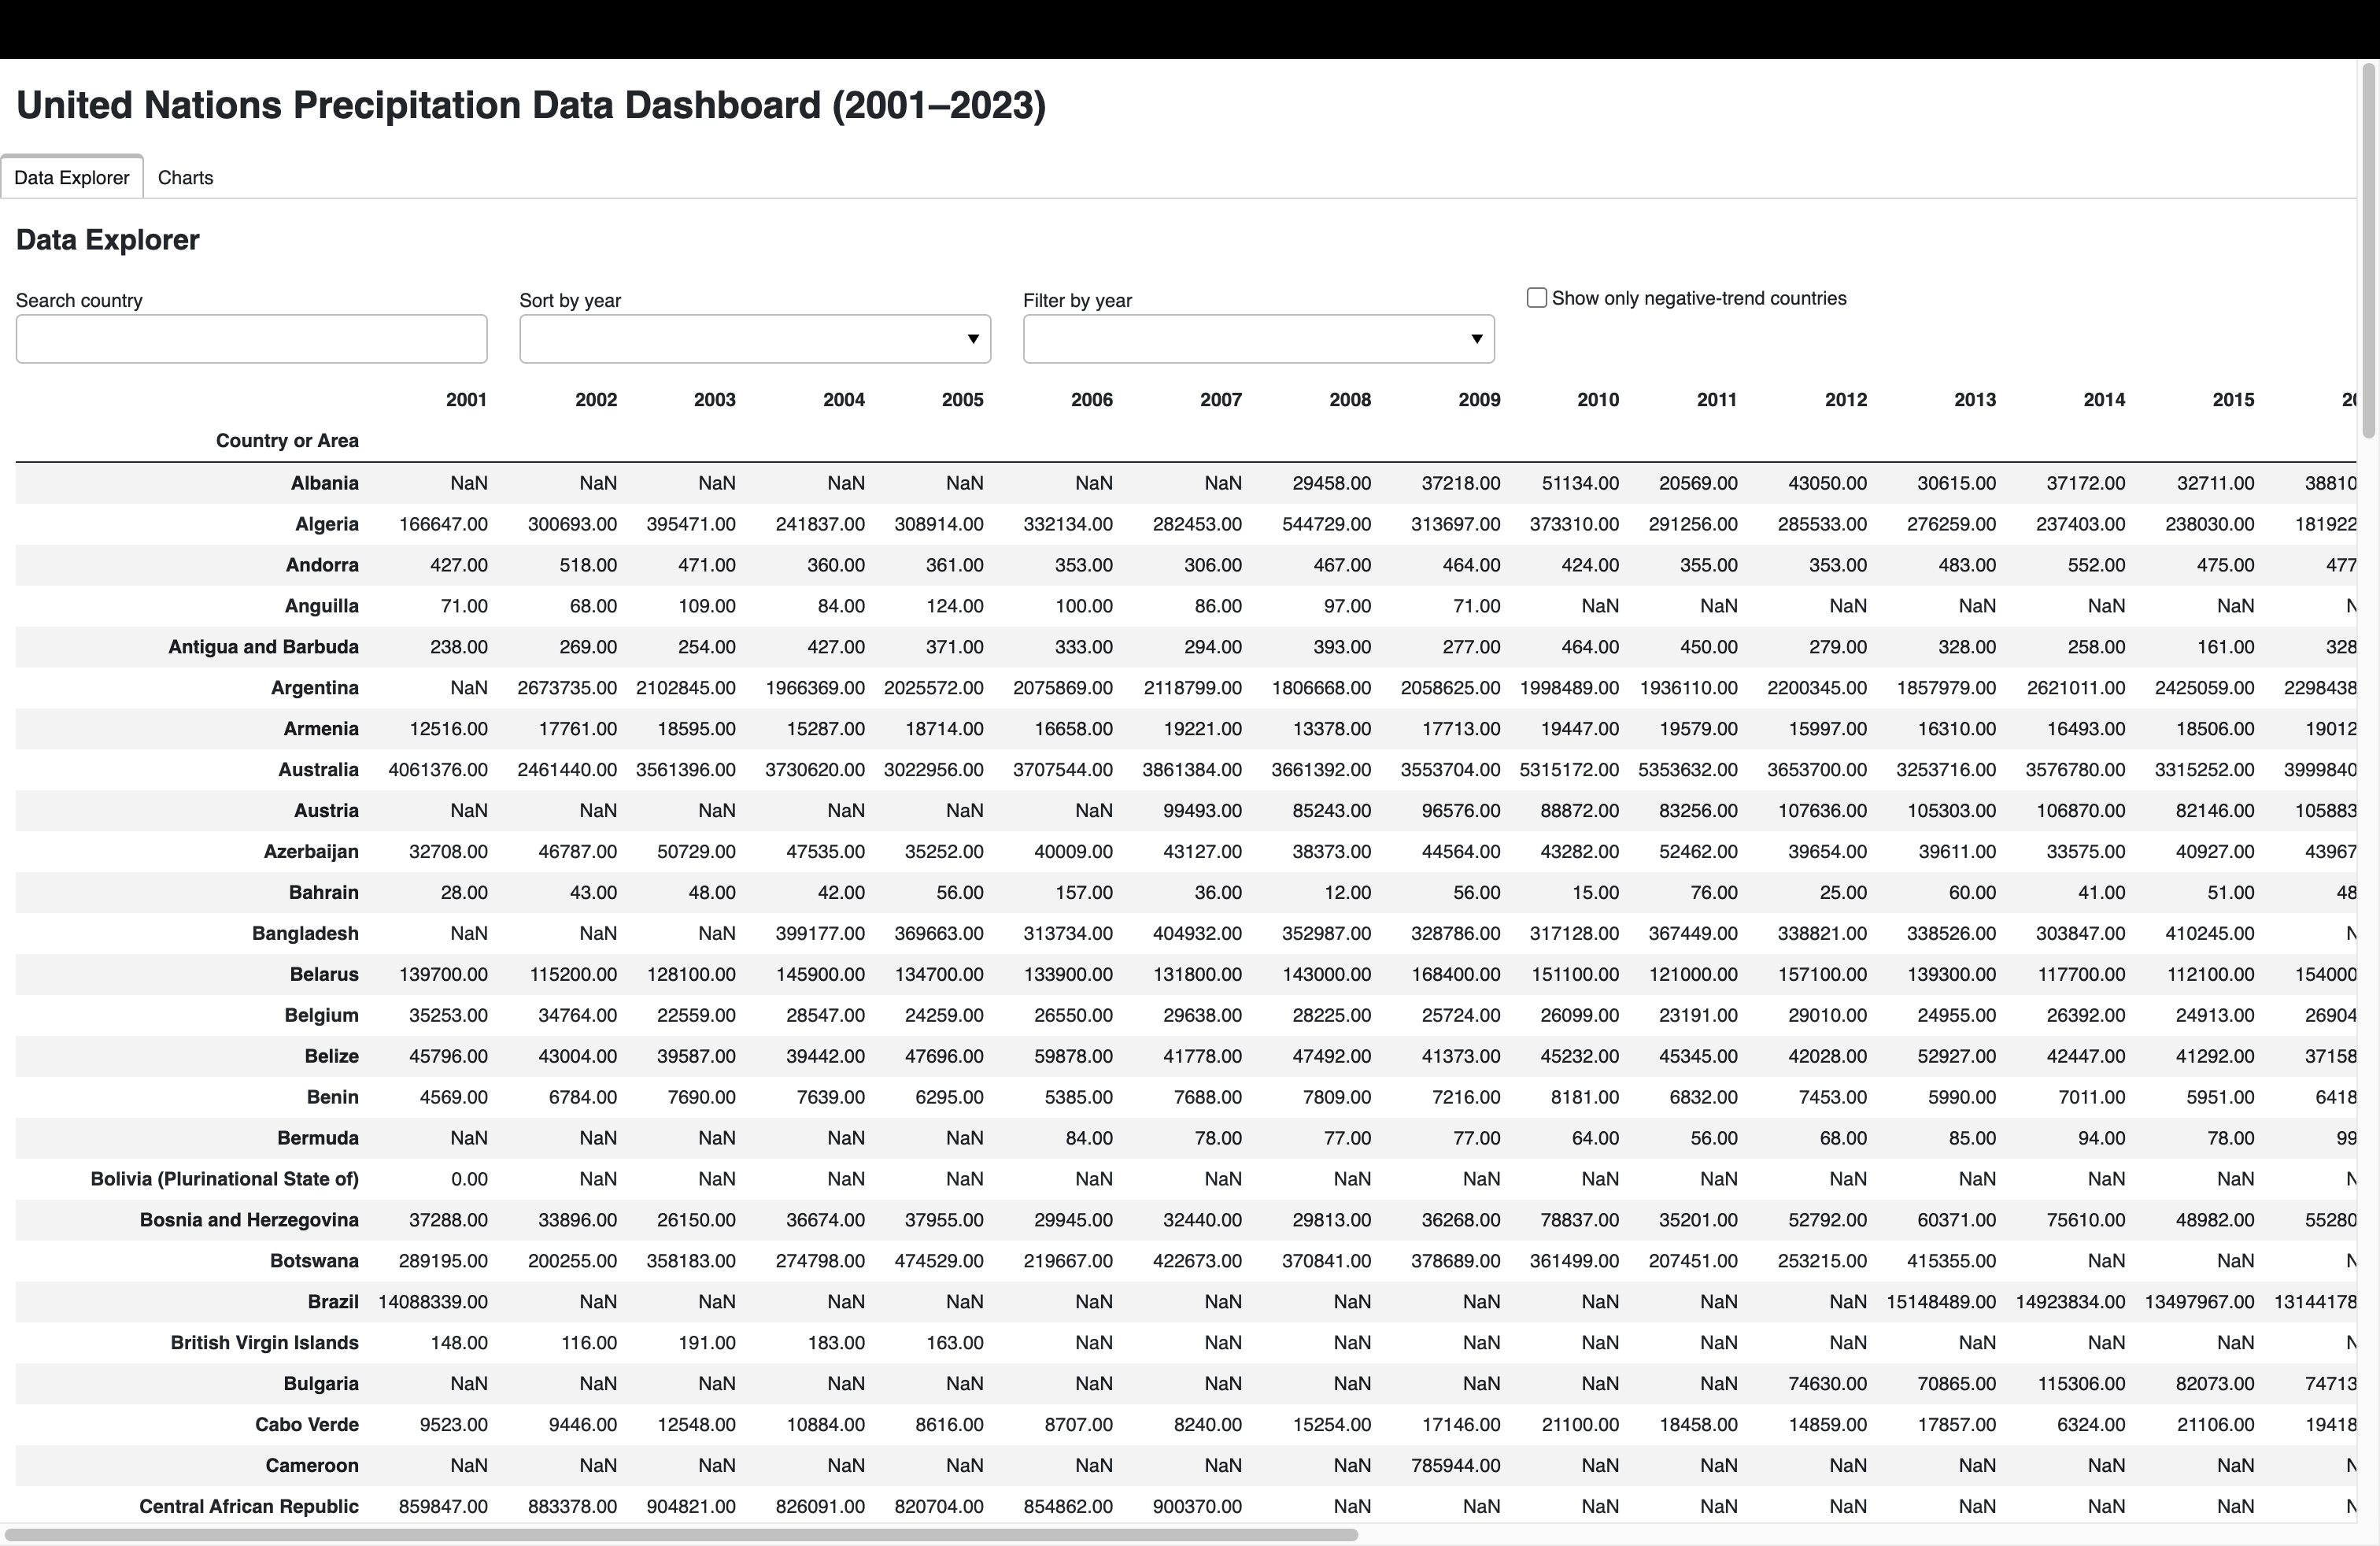 United Nations Precipitation Data Dashboard (2001–2023)
Data Explorer Charts
Data Explorer
Search country Sort by year Filter by year Show only negative-trend countries
2001 2002 2003 2004 2005 2006 2007 2008 2009 2010 2011 2012 2013 2014 2015 20
Country or Area
Albania NaN NaN NaN NaN NaN NaN NaN 29458.00 37218.00 51134.00 20569.00 43050.00 30615.00 37172.00 32711.00 38810
Algeria 166647.00 300693.00 395471.00 241837.00 308914.00 332134.00 282453.00 544729.00 313697.00 373310.00 291256.00 285533.00 276259.00 237403.00 238030.00 181922
Andorra 427.00 518.00 471.00 360.00 361.00 353.00 306.00 467.00 464.00 424.00 355.00 353.00 483.00 552.00 475.00 477
Anguilla 71.00 68.00 109.00 84.00 124.00 100.00 86.00 97.00 71.00 NaN NaN NaN NaN NaN NaN N
Antigua and Barbuda 238.00 269.00 254.00 427.00 371.00 333.00 294.00 393.00 277.00 464.00 450.00 279.00 328.00 258.00 161.00 328
Argentina NaN 2673735.00 2102845.00 1966369.00 2025572.00 2075869.00 2118799.00 1806668.00 2058625.00 1998489.00 1936110.00 2200345.00 1857979.00 2621011.00 2425059.00 2298438
Armenia 12516.00 17761.00 18595.00 15287.00 18714.00 16658.00 19221.00 13378.00 17713.00 19447.00 19579.00 15997.00 16310.00 16493.00 18506.00 19012
Australia 4061376.00 2461440.00 3561396.00 3730620.00 3022956.00 3707544.00 3861384.00 3661392.00 3553704.00 5315172.00 5353632.00 3653700.00 3253716.00 3576780.00 3315252.00 3999840
Austria NaN NaN NaN NaN NaN NaN 99493.00 85243.00 96576.00 88872.00 83256.00 107636.00 105303.00 106870.00 82146.00 105883
Azerbaijan 32708.00 46787.00 50729.00 47535.00 35252.00 40009.00 43127.00 38373.00 44564.00 43282.00 52462.00 39654.00 39611.00 33575.00 40927.00 43967
Bahrain 28.00 43.00 48.00 42.00 56.00 157.00 36.00 12.00 56.00 15.00 76.00 25.00 60.00 41.00 51.00 48
Bangladesh NaN NaN NaN 399177.00 369663.00 313734.00 404932.00 352987.00 328786.00 317128.00 367449.00 338821.00 338526.00 303847.00 410245.00 N
Belarus 139700.00 115200.00 128100.00 145900.00 134700.00 133900.00 131800.00 143000.00 168400.00 151100.00 121000.00 157100.00 139300.00 117700.00 112100.00 154000
Belgium 35253.00 34764.00 22559.00 28547.00 24259.00 26550.00 29638.00 28225.00 25724.00 26099.00 23191.00 29010.00 24955.00 26392.00 24913.00 26904
Belize 45796.00 43004.00 39587.00 39442.00 47696.00 59878.00 41778.00 47492.00 41373.00 45232.00 45345.00 42028.00 52927.00 42447.00 41292.00 37158
Benin 4569.00 6784.00 7690.00 7639.00 6295.00 5385.00 7688.00 7809.00 7216.00 8181.00 6832.00 7453.00 5990.00 7011.00 5951.00 6418
Bermuda NaN NaN NaN NaN NaN 84.00 78.00 77.00 77.00 64.00 56.00 68.00 85.00 94.00 78.00 99
Bolivia (Plurinational State of) 0.00 NaN NaN NaN NaN NaN NaN NaN NaN NaN NaN NaN NaN NaN NaN N
Bosnia and Herzegovina 37288.00 33896.00 26150.00 36674.00 37955.00 29945.00 32440.00 29813.00 36268.00 78837.00 35201.00 52792.00 60371.00 75610.00 48982.00 55280
Botswana 289195.00 200255.00 358183.00 274798.00 474529.00 219667.00 422673.00 370841.00 378689.00 361499.00 207451.00 253215.00 415355.00 NaN NaN N
Brazil 14088339.00 NaN NaN NaN NaN NaN NaN NaN NaN NaN NaN NaN 15148489.00 14923834.00 13497967.00 13144178
British Virgin Islands 148.00 116.00 191.00 183.00 163.00 NaN NaN NaN NaN NaN NaN NaN NaN NaN NaN N
Bulgaria NaN NaN NaN NaN NaN NaN NaN NaN NaN NaN NaN 74630.00 70865.00 115306.00 82073.00 74713
Cabo Verde 9523.00 9446.00 12548.00 10884.00 8616.00 8707.00 8240.00 15254.00 17146.00 21100.00 18458.00 14859.00 17857.00 6324.00 21106.00 19418
Cameroon NaN NaN NaN NaN NaN NaN NaN NaN 785944.00 NaN NaN NaN NaN NaN NaN N
Central African Republic 859847.00 883378.00 904821.00 826091.00 820704.00 854862.00 900370.00 NaN NaN NaN NaN NaN NaN NaN NaN N